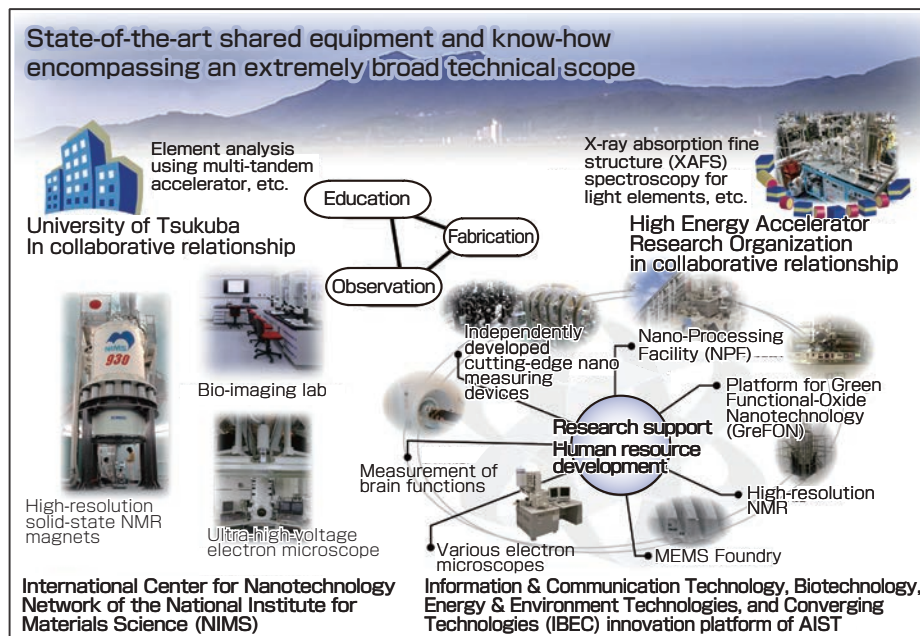 State-of-the-art shared equipment and know-how
encompassing an extremely broad technical scope
Element analysis
using multi-tandem
accelerator, etc.
University of Tsukuba
In collaborative relationship
Education
Fabrication
Observation
X-ray absorption fine
structure (XAFS)
spectroscopy for
light elements, etc.
High Energy Accelerator
Research Organization
in collaborative relationship
930
High-resolution
solid-state NMR
magnets
Bio-imaging lab
Ultra-high-voltage
electron microscope
International Center for Nanotechnology
Network of the National Institute for
Materials Science (NIMS)
Independently
developed
cutting-edge nano
measuring
devices
Nano-Processing
Facility (NPF)
Platform for Green
Functional-Oxide
Nanotechnology
(GreFON)
Research support
Human resource
development
Measurement of
brain functions
High-resolution
NMR
Various electron
microscopes
MEMS Foundry
Information & Communication Technology, Biotechnology,
Energy & Environment Technologies, and Converging
Technologies (IBEC) innovation platform of AIST